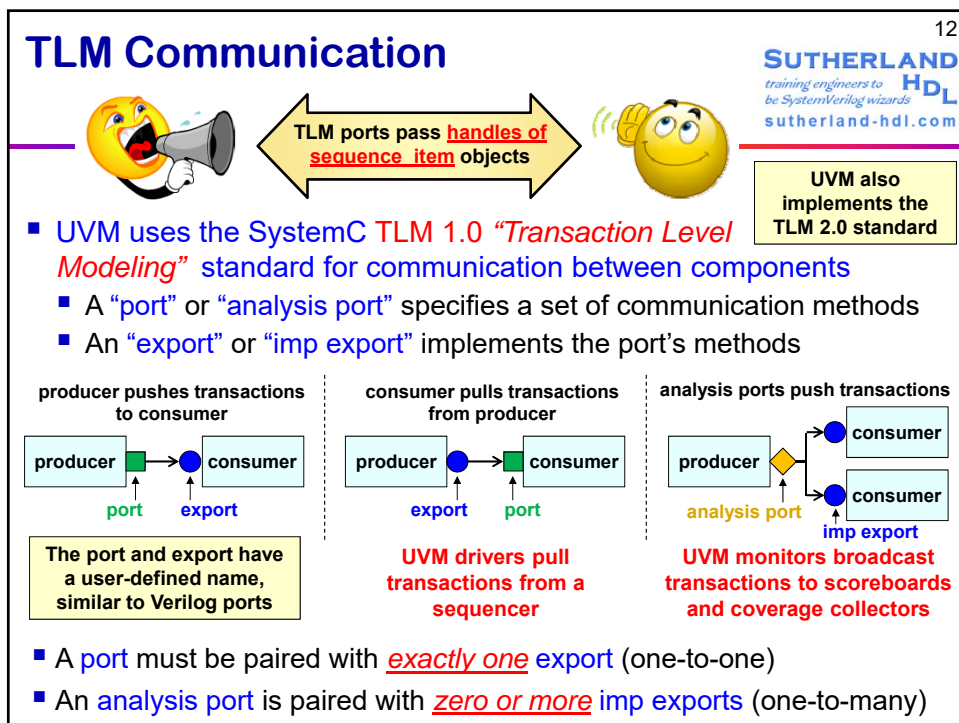 12
TLM Communication
SUTHERLAND
training engineers to HDL
be SystemVerilog wizards
sutherland-hdl.com
TLM ports pass handles of
sequence_item objects
UVM also
implements the
TLM 2.0 standard
■ UVM uses the SystemC TLM 1.0 “Transaction Level
Modeling” standard for communication between components
■ A “port” or “analysis port” specifies a set of communication methods
■ An “export” or “imp export” implements the port’s methods
producer pushes transactions
to consumer
producer
consumer
port
export
The port and export have
a user-defined name,
similar to Verilog ports
consumer pulls transactions
from producer
producer
consumer
export
port
UVM drivers pull
transactions from a
sequencer
analysis ports push transactions
consumer
producer
consumer
analysis port
imp export
UVM monitors broadcast
transactions to scoreboards
and coverage collectors
■ A port must be paired with exactly one export (one-to-one)
■ An analysis port is paired with zero or more imp exports (one-to-many)